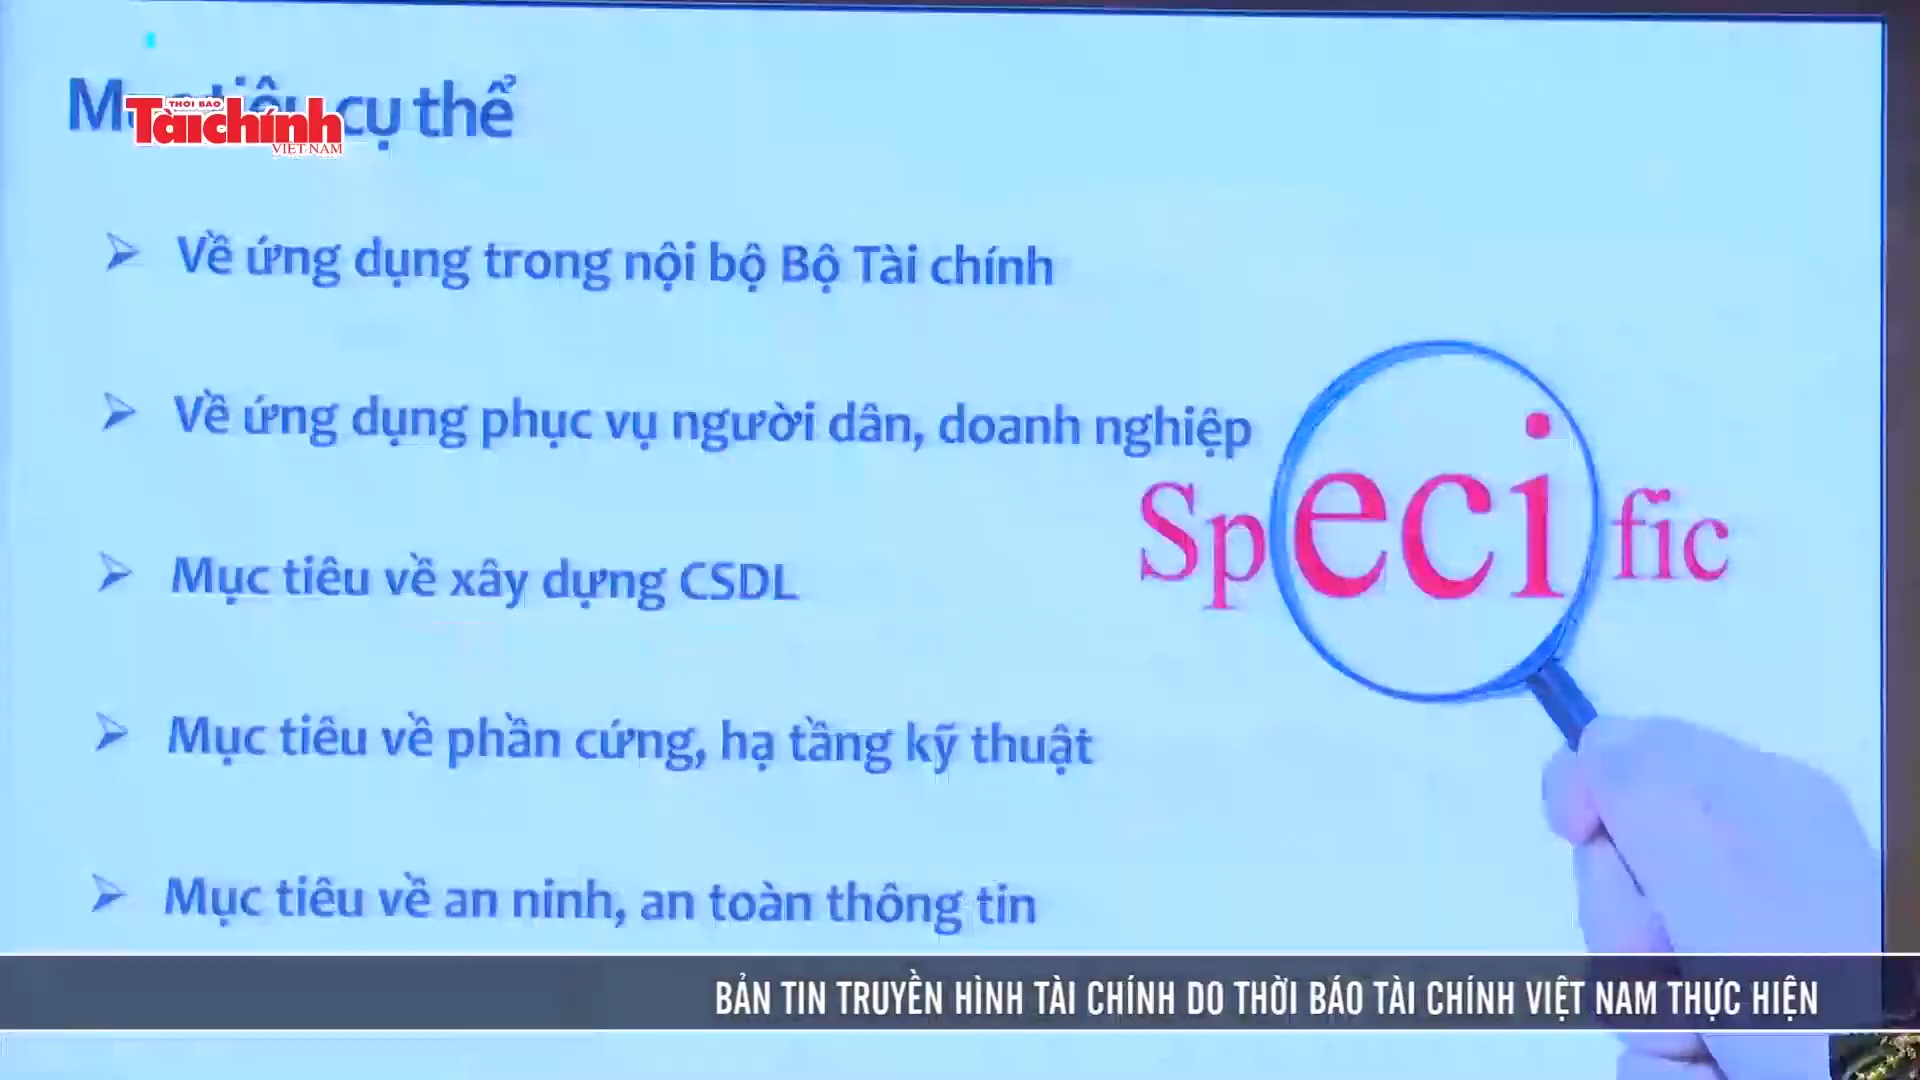 Mục tiêu cụ thể
THỜI BÁO
Tàichính
VIỆT NAM
Về ứng dụng trong nội bộ Bộ Tài chính
Về ứng dụng phục vụ người dân, doanh nghiệp
Specific
Mục tiêu về xây dựng CSDL
Mục tiêu về phần cứng, hạ tầng kỹ thuật
Mục tiêu về an ninh, an toàn thông tin
BẢN TIN TRUYỀN HÌNH TÀI CHÍNH DO THỜI BÁO TÀI CHÍNH VIỆT NAM THỰC HIỆN